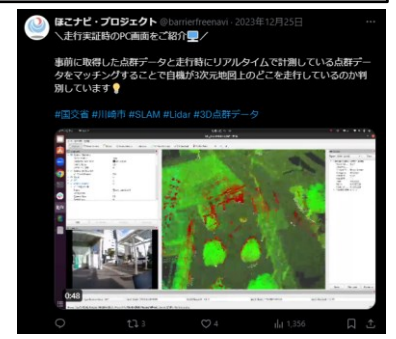 ほこナビ・プロジェクト @barrierfreenavi · 2023年12月25日
＼走行実証時のPC画面をご紹介🖥️／
事前に取得した点群データと走行時にリアルタイムで計測している点群デー
タをマッチングすることで自機が3次元地図上のどこを走行しているのか判
別しています💡
#国交省 #川崎市 #SLAM #Lidar #3D点群データ
0:48
3 4 1,356